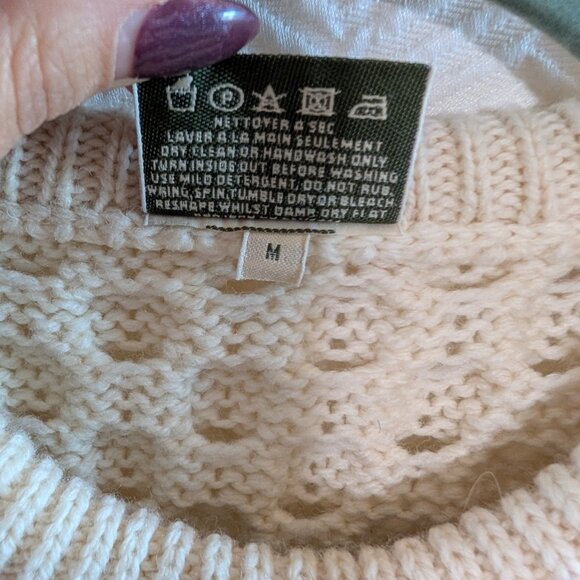 P
NETTOYER A SEC
LAVER A LA MAIN SEULEMENT
DRY CLEAN OR HANDWASH ONLY
TURN INSIDE OUT BEFORE WASHING
USE MILD DETERGENT, DO NOT RUB,
WRING, SPIN, TUMBLE DRY OR BLEACH
RESHAPE WHILST DAMP DRY FLAT
M